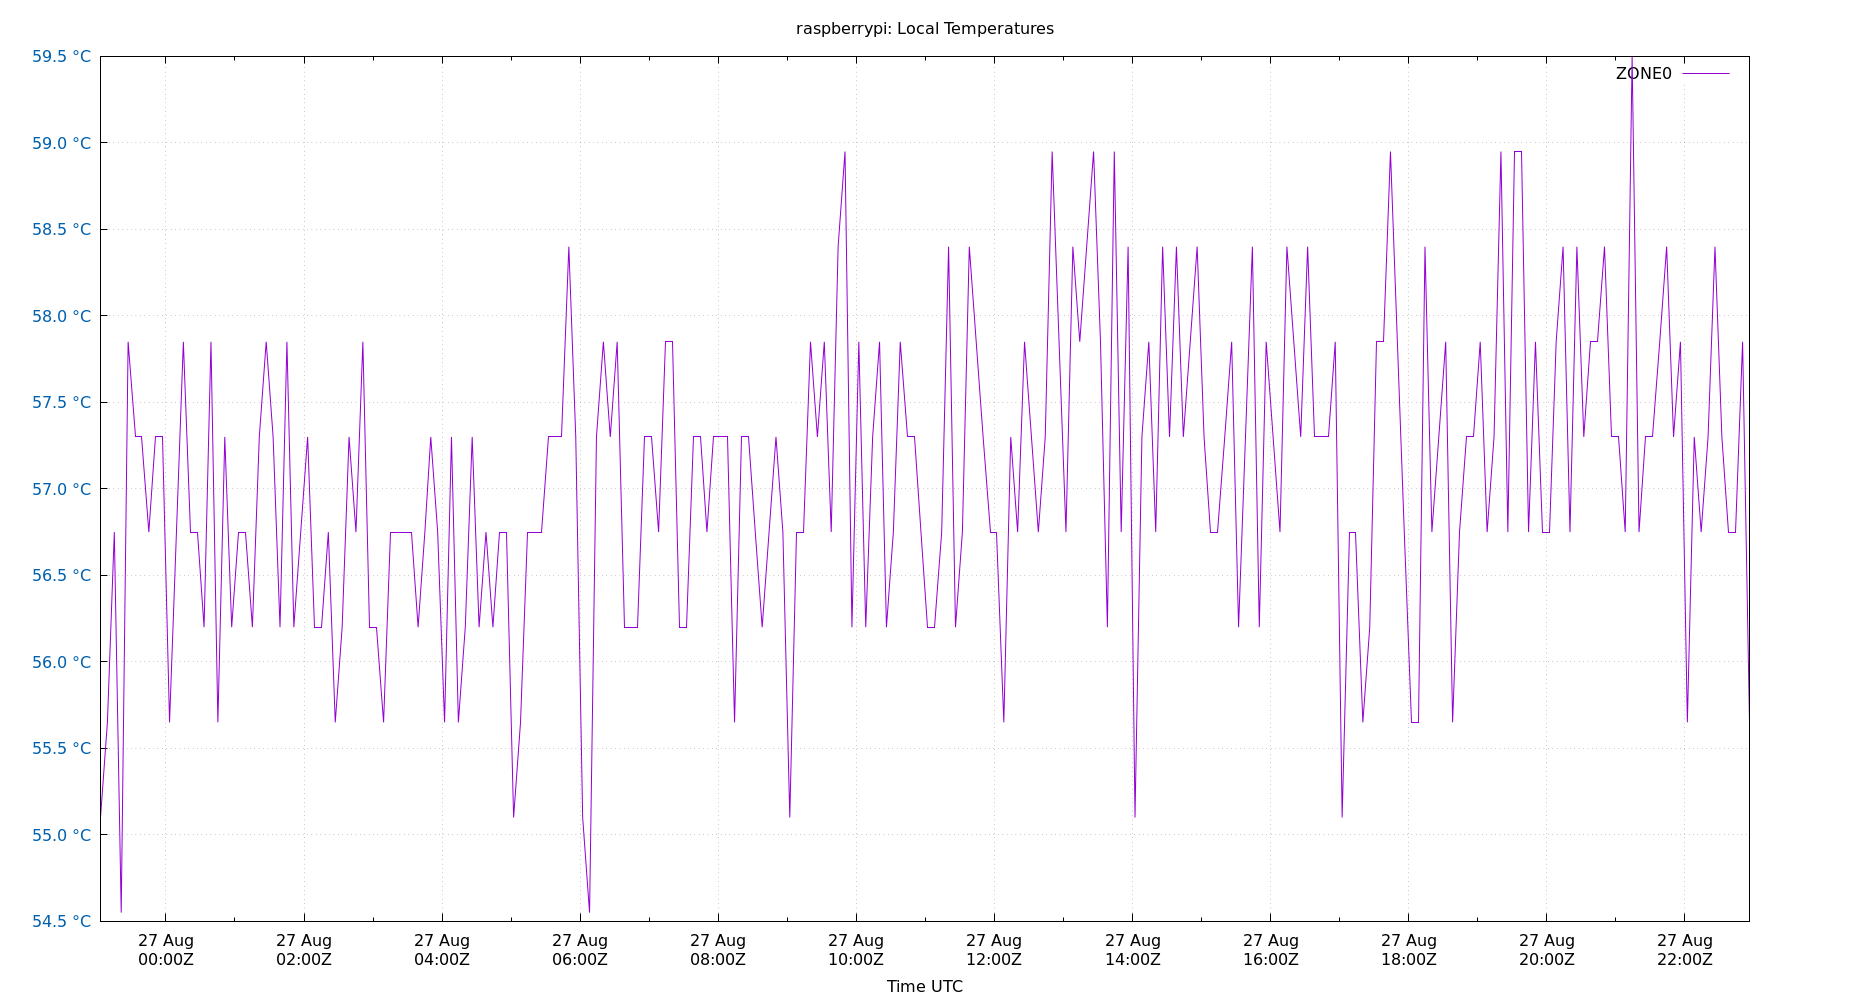 raspberrypi: Local Temperatures
59.5 °C
59.0 °C
58.5 °C
58.0 °C
57.5 °C
57.0 °C
56.5 °C
56.0 °C
55.5 °C
55.0 °C
54.5 °C
ZONE0
27 Aug 27 Aug 27 Aug 27 Aug 27 Aug 27 Aug 27 Aug 27 Aug 27 Aug 27 Aug 27 Aug 27 Aug
00:00Z 02:00Z 04:00Z 06:00Z 08:00Z 10:00Z 12:00Z 14:00Z 16:00Z 18:00Z 20:00Z 22:00Z
Time UTC